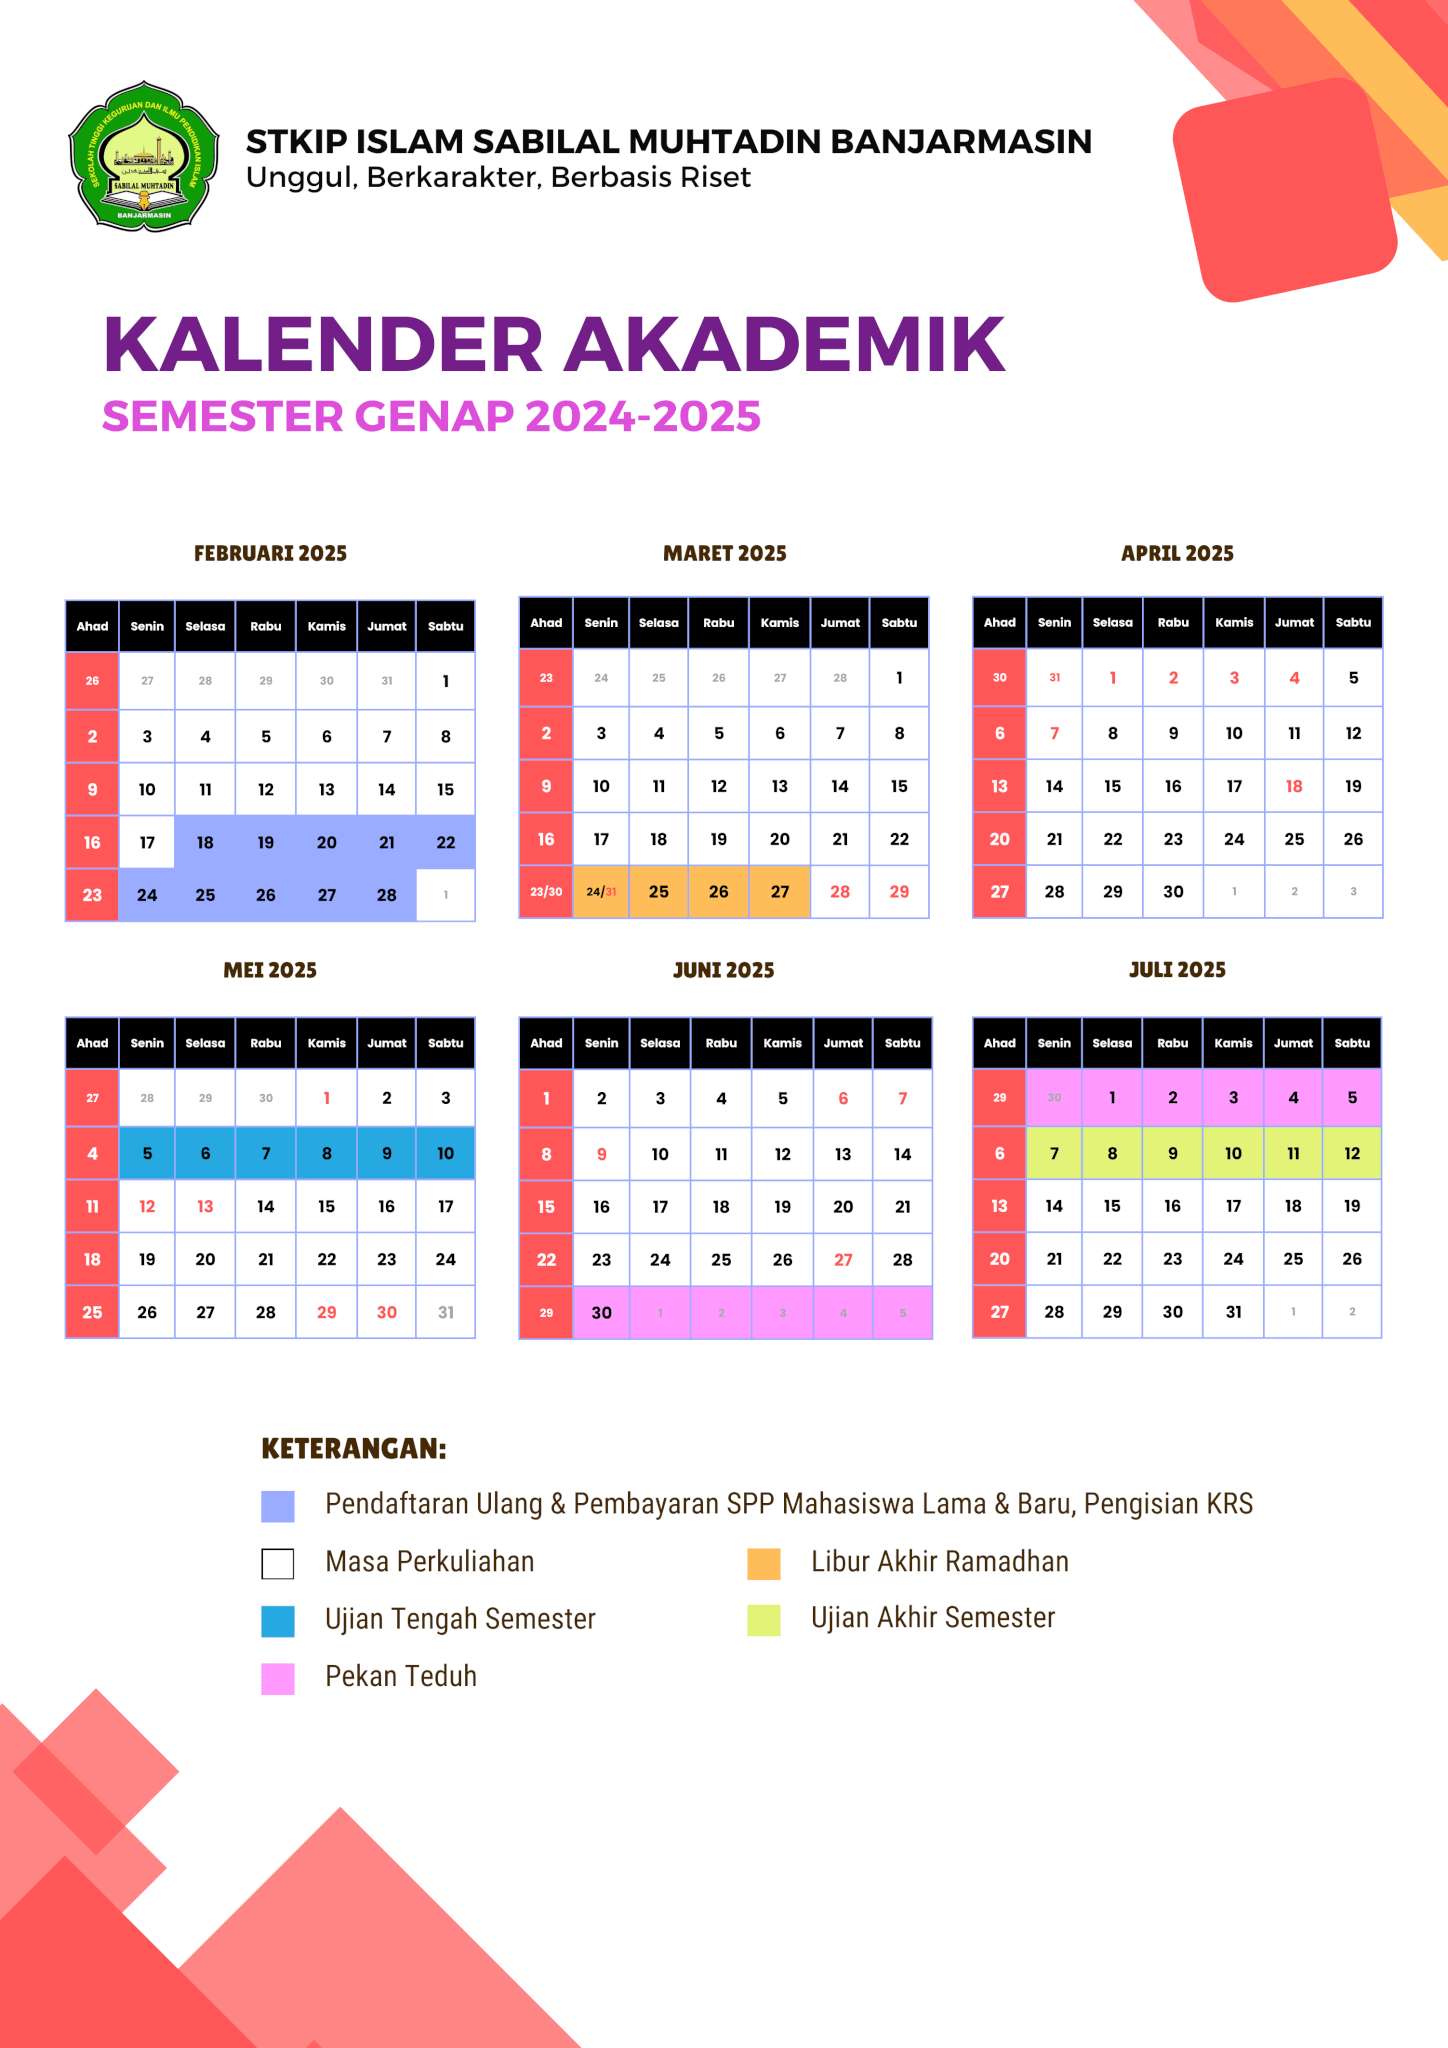 SEKOLAH TINGGI KEGURUAN DAN ILMU PENDIDIKAN ISLAM
SABILAL MUHTADIN
BANJARMASIN
STKIP ISLAM SABILAL MUHTADIN BANJARMASIN
Unggul, Berkarakter, Berbasis Riset
KALENDER AKADEMIK
SEMESTER GENAP 2024-2025
FEBRUARI 2025
Ahad Senin Selasa Rabu Kamis Jumat Sabtu
26 27 28 29 30 31 1
2 3 4 5 6 7 8
9 10 11 12 13 14 15
16 17 18 19 20 21 22
23 24 25 26 27 28 1
MARET 2025
Ahad Senin Selasa Rabu Kamis Jumat Sabtu
23 24 25 26 27 28 1
2 3 4 5 6 7 8
9 10 11 12 13 14 15
16 17 18 19 20 21 22
23/30 24/31 25 26 27 28 29
APRIL 2025
Ahad Senin Selasa Rabu Kamis Jumat Sabtu
30 31 1 2 3 4 5
6 7 8 9 10 11 12
13 14 15 16 17 18 19
20 21 22 23 24 25 26
27 28 29 30 1 2 3
MEI 2025
Ahad Senin Selasa Rabu Kamis Jumat Sabtu
27 28 29 30 1 2 3
4 5 6 7 8 9 10
11 12 13 14 15 16 17
18 19 20 21 22 23 24
25 26 27 28 29 30 31
JUNI 2025
Ahad Senin Selasa Rabu Kamis Jumat Sabtu
1 2 3 4 5 6 7
8 9 10 11 12 13 14
15 16 17 18 19 20 21
22 23 24 25 26 27 28
29 30 1 2 3 4 5
JULI 2025
Ahad Senin Selasa Rabu Kamis Jumat Sabtu
29 30 1 2 3 4 5
6 7 8 9 10 11 12
13 14 15 16 17 18 19
20 21 22 23 24 25 26
27 28 29 30 31 1 2
KETERANGAN:
Pendaftaran Ulang & Pembayaran SPP Mahasiswa Lama & Baru, Pengisian KRS
Masa Perkuliahan
Libur Akhir Ramadhan
Ujian Tengah Semester
Ujian Akhir Semester
Pekan Teduh